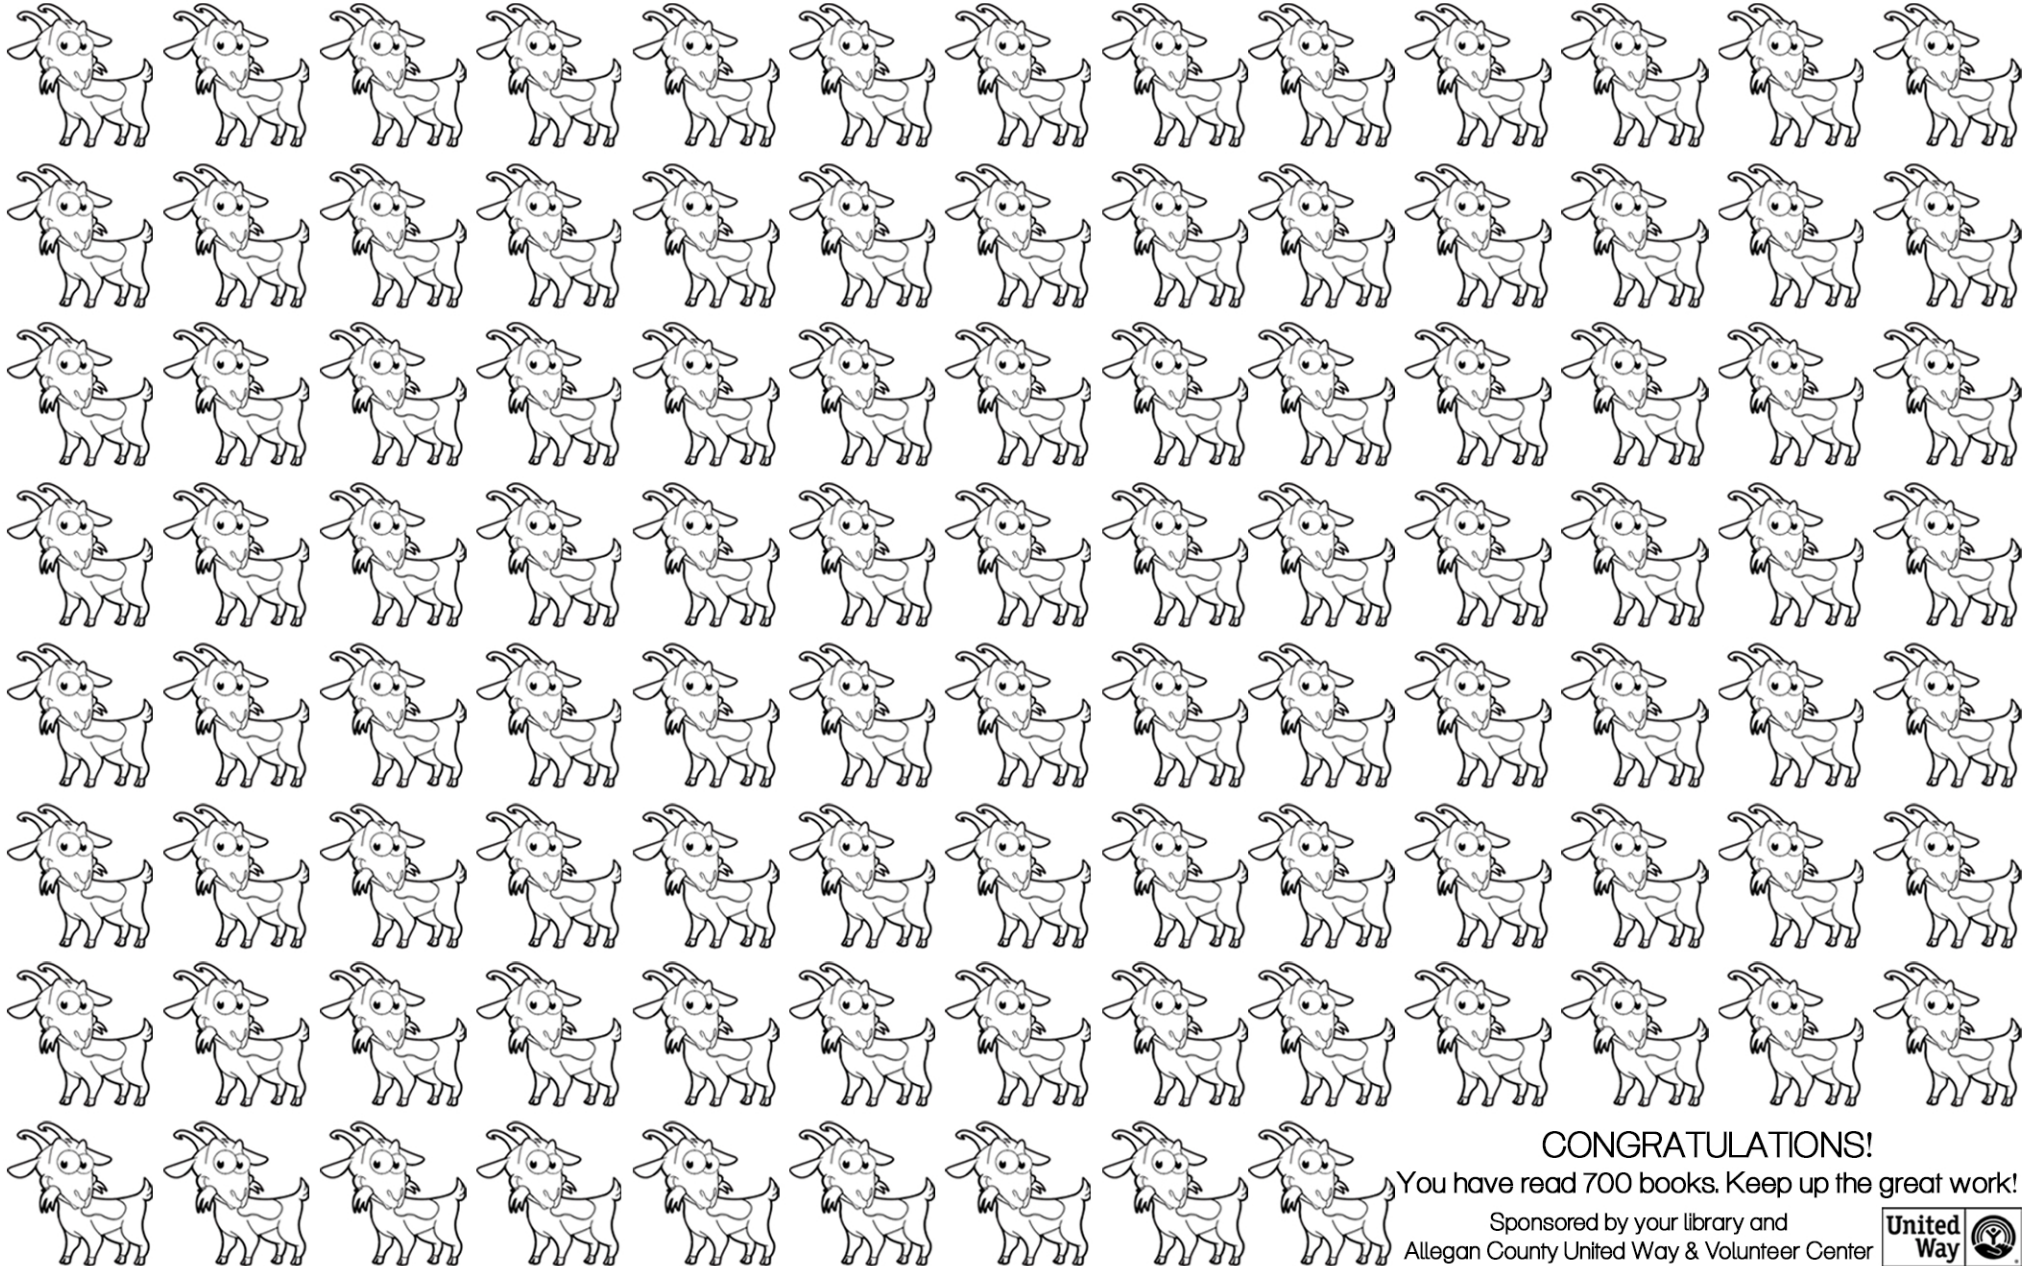 CONGRATULATIONS!
You have read 700 books. Keep up the great work!
Sponsored by your library and
Allegan County United Way & Volunteer Center
United
Way